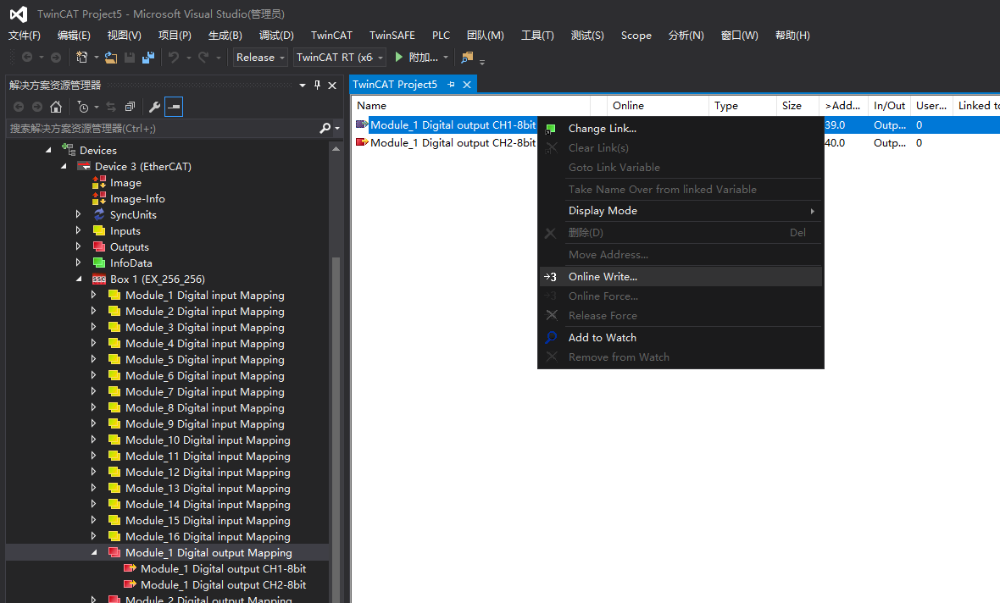 TwinCAT Project5 - Microsoft Visual Studio(管理员)
文件(F) 编辑(E) 视图(V) 项目(P) 生成(B) 调试(D) TwinCAT TwinSAFE PLC 团队(M) 工具(T) 测试(S) Scope 分析(N) 窗口(W) 帮助(H)
Release TwinCAT RT (x6 附加...
解决方案资源管理器
搜索解决方案资源管理器(Ctrl+;)
Devices
Device 3 (EtherCAT)
Image
Image-Info
SyncUnits
Inputs
Outputs
InfoData
Box 1 (EX_256_256)
Module_1 Digital input Mapping
Module_2 Digital input Mapping
Module_3 Digital input Mapping
Module_4 Digital input Mapping
Module_5 Digital input Mapping
Module_6 Digital input Mapping
Module_7 Digital input Mapping
Module_8 Digital input Mapping
Module_9 Digital input Mapping
Module_10 Digital input Mapping
Module_11 Digital input Mapping
Module_12 Digital input Mapping
Module_13 Digital input Mapping
Module_14 Digital input Mapping
Module_15 Digital input Mapping
Module_16 Digital input Mapping
Module_1 Digital output Mapping
Module_1 Digital output CH1-8bit
Module_1 Digital output CH2-8bit
Module_2 Digital output Mapping
TwinCAT Project5
Name Online Type Size >Add... In/Out User... Linked to
Module_1 Digital output CH1-8bit 39.0 Outp... 0
Module_1 Digital output CH2-8bit 40.0 Outp... 0
Change Link...
Clear Link(s)
Goto Link Variable
Take Name Over from linked Variable
Display Mode
删除(D) Del
Move Address...
Online Write...
Online Force...
Release Force
Add to Watch
Remove from Watch